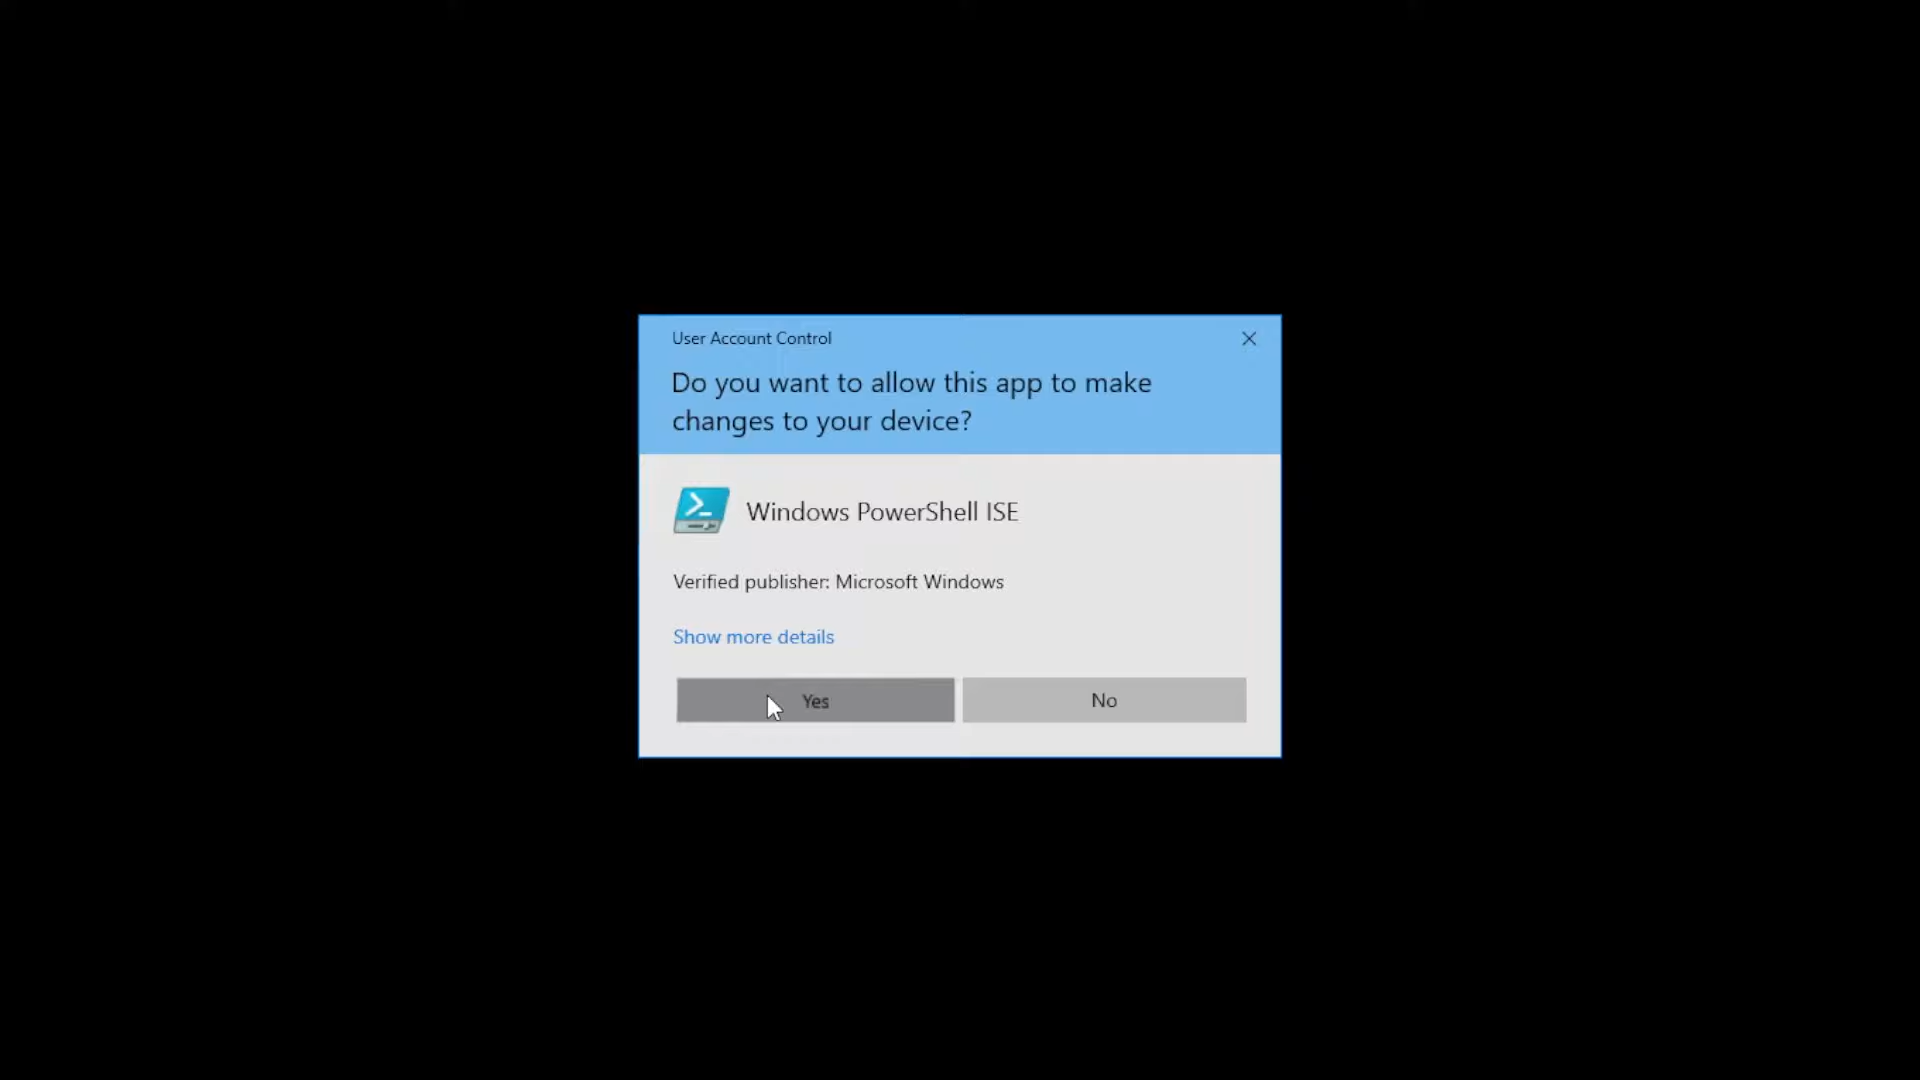 User Account Control
Do you want to allow this app to make
changes to your device?
Windows PowerShell ISE
Verified publisher: Microsoft Windows
Show more details
Yes
No